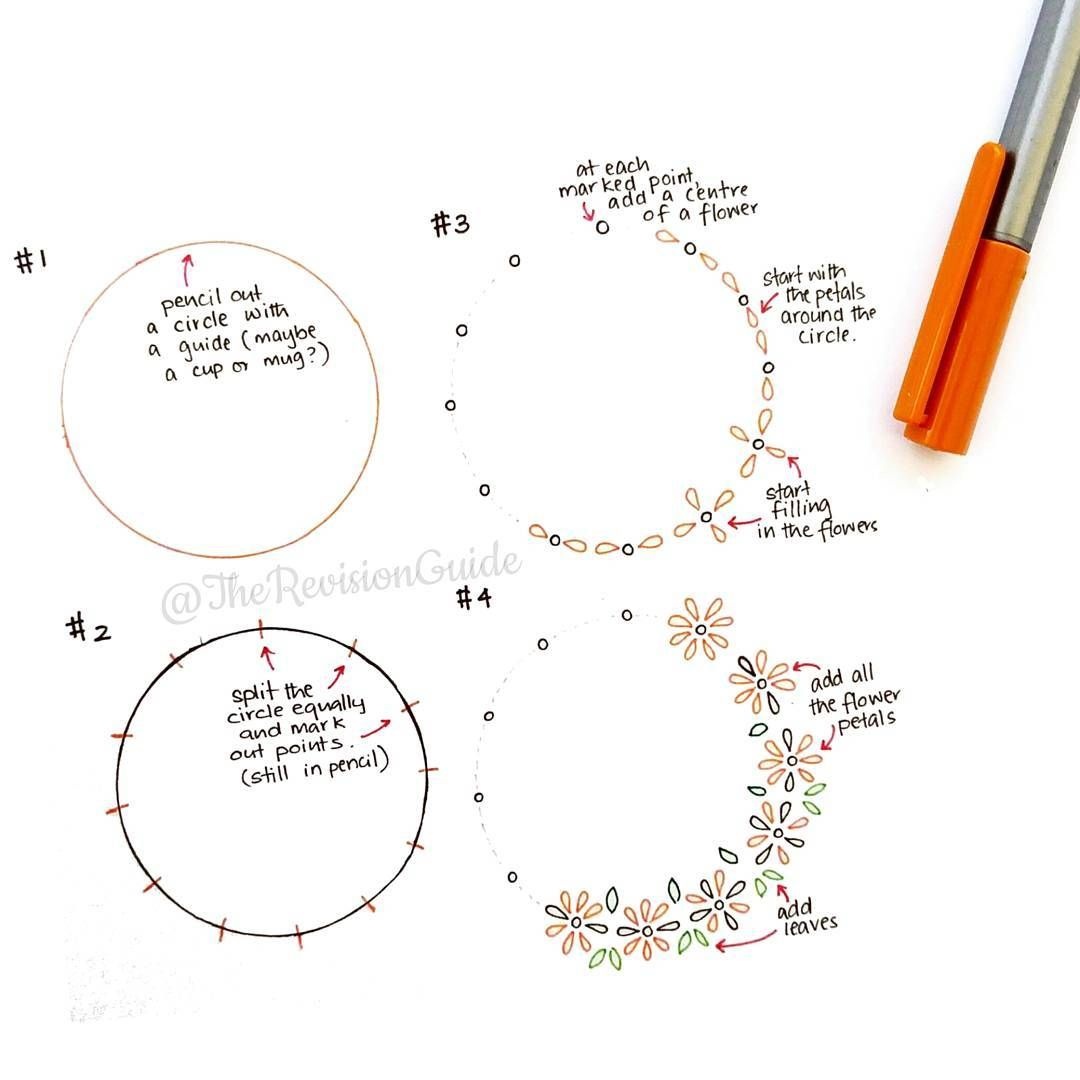 #1
pencil out
a circle with
a guide (maybe
a cup or mug?)
#2
split the
circle equally
and mark
out points.
(still in pencil)
#3
at each
marked point,
add a centre
of a flower
start with
the petals
around the
circle.
start
filling
in the flowers
#4
add all
the flower
petals
add
leaves
@TheRevisionGuide